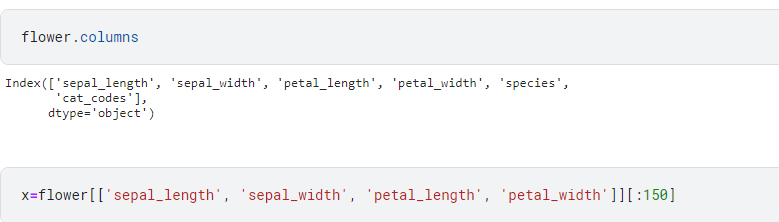 flower.columns
Index(['sepal_length', 'sepal_width', 'petal_length', 'petal_width', 'species',
'cat_codes'],
dtype='object')
x=flower[['sepal_length', 'sepal_width', 'petal_length', 'petal_width']][:150]